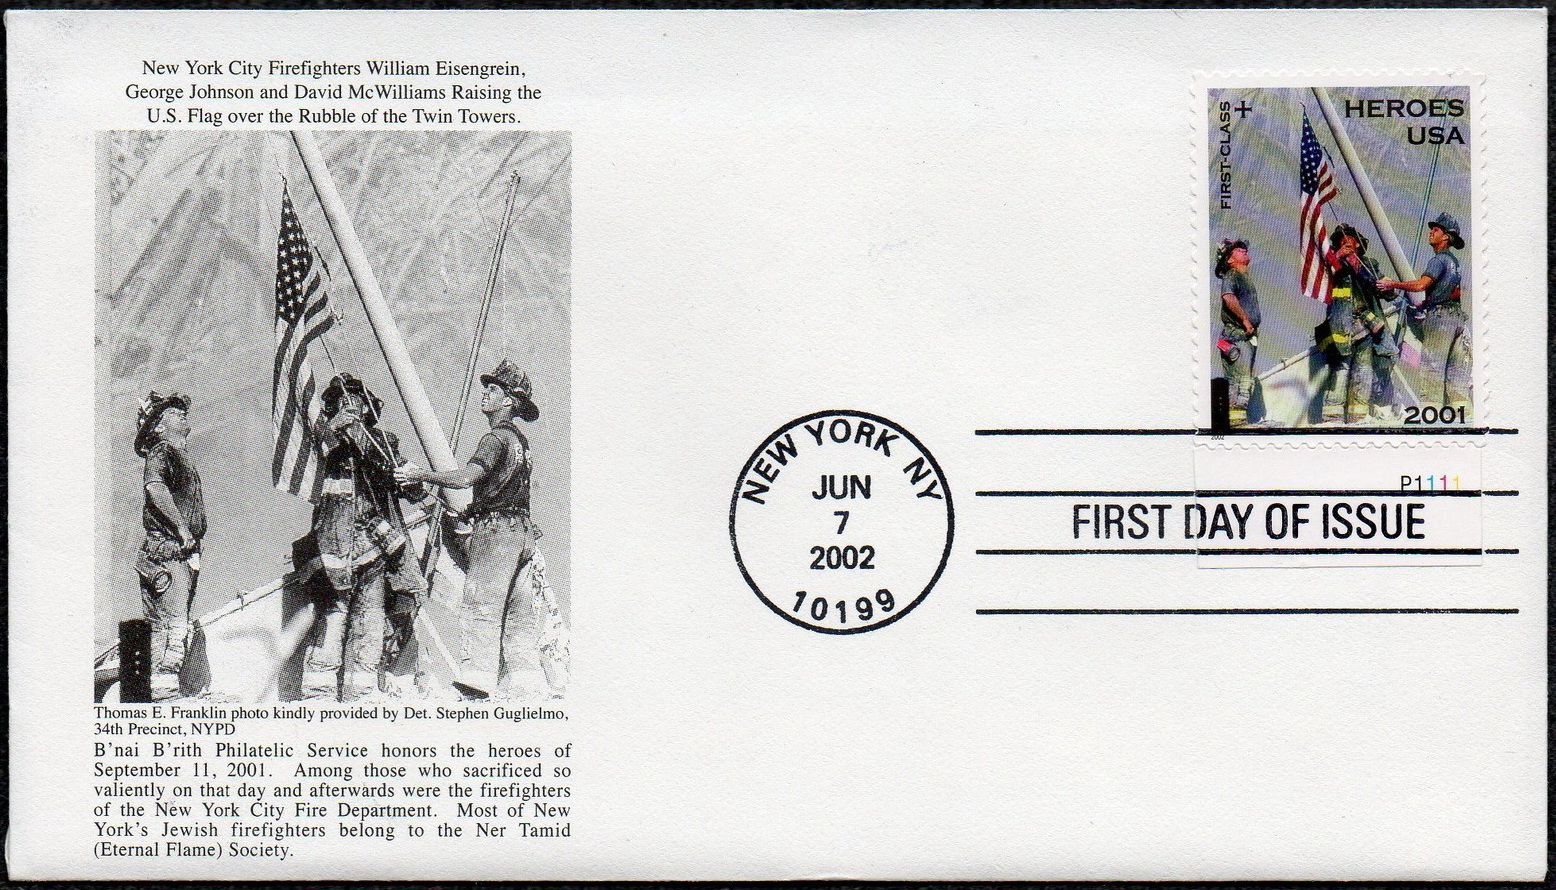 New York City Firefighters William Eisengrein,
George Johnson and David McWilliams Raising the
U.S. Flag over the Rubble of the Twin Towers.
Thomas E. Franklin photo kindly provided by Det. Stephen Guglielmo,
34th Precinct, NYPD
B'nai B'rith Philatelic Service honors the heroes of
September 11, 2001. Among those who sacrificed so
valiently on that day and afterwards were the firefighters
of the New York City Fire Department. Most of New
York's Jewish firefighters belong to the Ner Tamid
(Eternal Flame) Society.
NEW YORK NY
JUN
7
2002
10199
FIRST-CLASS
+
HEROES
USA
2001
2002
P1111
FIRST DAY OF ISSUE